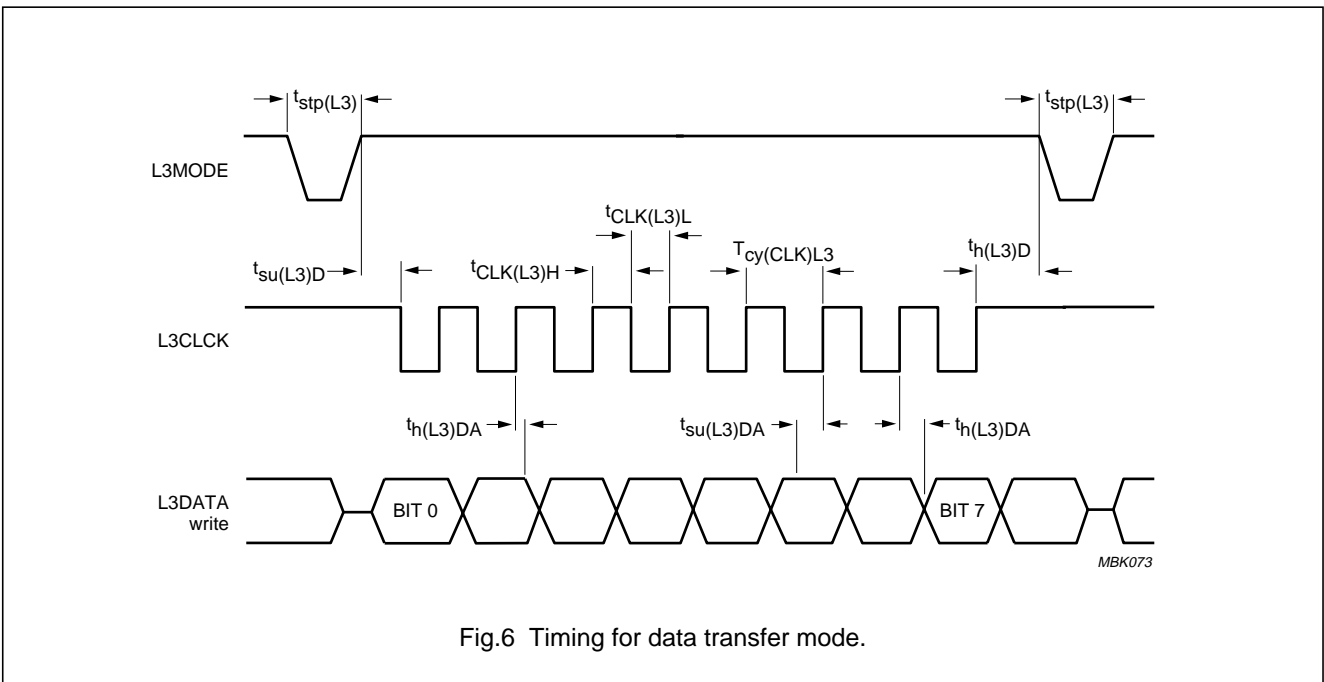 tstp(L3) tstp(L3)
L3MODE
tCLK(L3)L
tsu(L3)D tCLK(L3)H Tcy(CLK)L3 th(L3)D
L3CLCK
th(L3)DA tsu(L3)DA th(L3)DA
L3DATA
write
BIT 0 BIT 7
MBK073
Fig.6 Timing for data transfer mode.